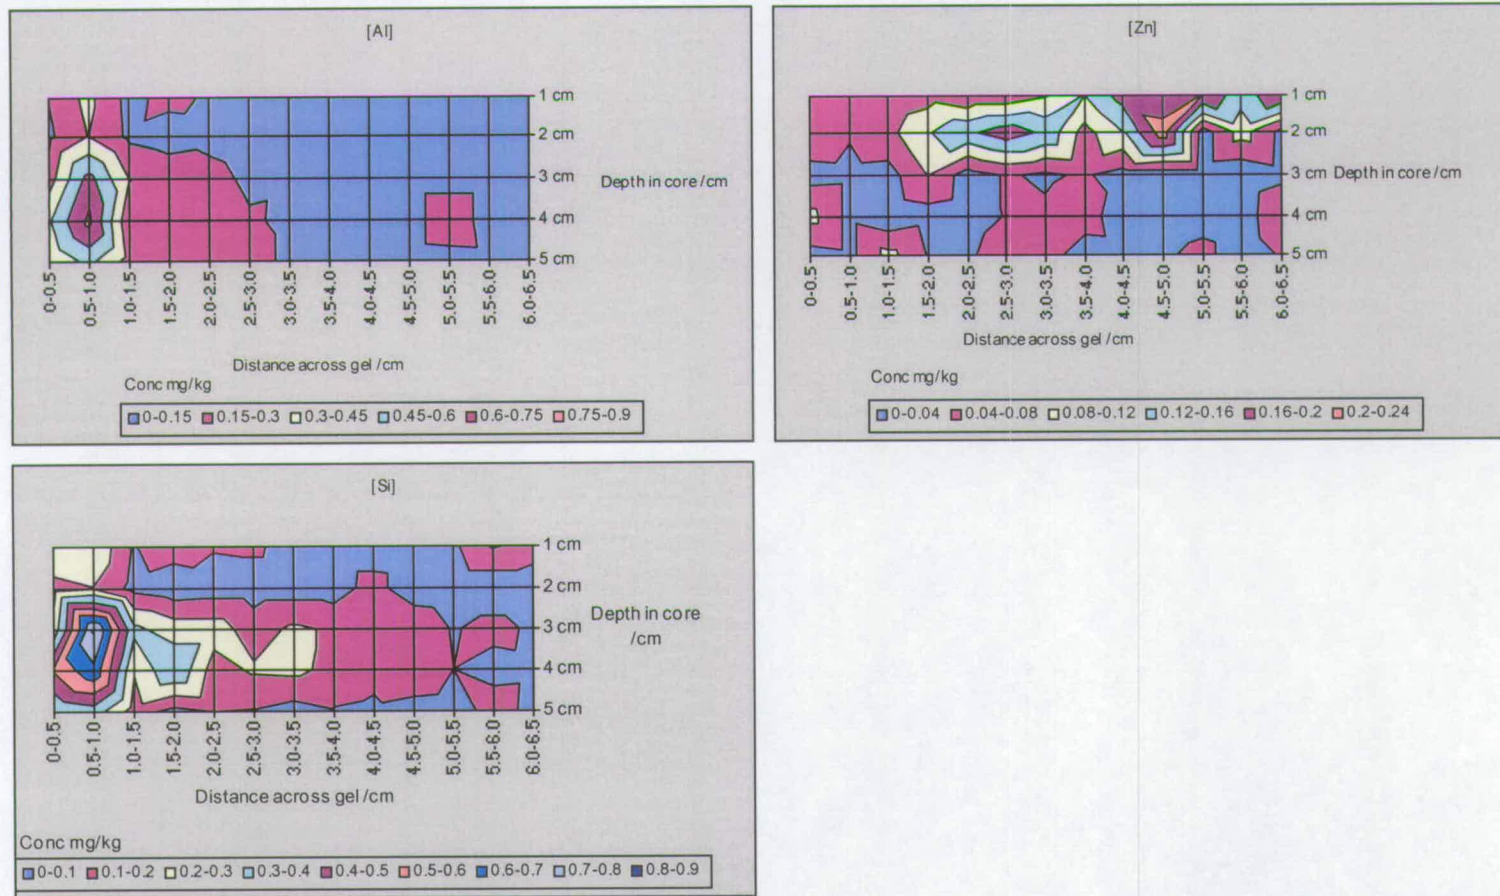 [Al]
1 cm
2 cm
3 cm
4 cm
5 cm
Depth in core /cm
0-0.5
0.5-1.0
1.0-1.5
1.5-2.0
2.0-2.5
2.5-3.0
3.0-3.5
3.5-4.0
4.0-4.5
4.5-5.0
5.0-5.5
5.5-6.0
6.0-6.5
Distance across gel /cm
Conc mg/kg
0-0.15 0.15-0.3 0.3-0.45 0.45-0.6 0.6-0.75 0.75-0.9
[Zn]
1 cm
2 cm
3 cm
4 cm
5 cm
Depth in core /cm
0-0.5
0.5-1.0
1.0-1.5
1.5-2.0
2.0-2.5
2.5-3.0
3.0-3.5
3.5-4.0
4.0-4.5
4.5-5.0
5.0-5.5
5.5-6.0
6.0-6.5
Distance across gel /cm
Conc mg/kg
0-0.04 0.04-0.08 0.08-0.12 0.12-0.16 0.16-0.2 0.2-0.24
[Si]
1 cm
2 cm
3 cm
4 cm
5 cm
Depth in core
/cm
0-0.5
0.5-1.0
1.0-1.5
1.5-2.0
2.0-2.5
2.5-3.0
3.0-3.5
3.5-4.0
4.0-4.5
4.5-5.0
5.0-5.5
5.5-6.0
6.0-6.5
Distance across gel /cm
Conc mg/kg
0-0.1 0.1-0.2 0.2-0.3 0.3-0.4 0.4-0.5 0.5-0.6 0.6-0.7 0.7-0.8 0.8-0.9